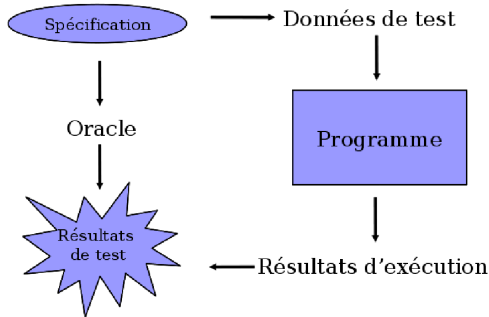 Spécification
Données de test
Oracle
Programme
Résultats
de test
Résultats d'exécution